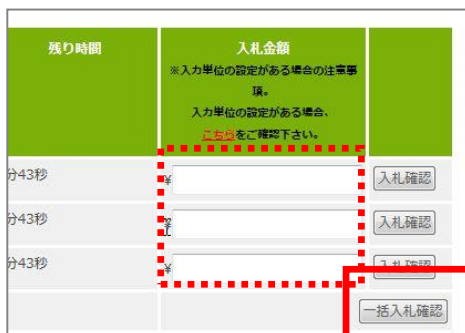 残り時間
入札金額
※入力単位の設定がある場合の注意事
項。
入力単位の設定がある場合、
こちらをご確認下さい。
分43秒 ¥ 入札確認
分43秒 ¥ 入札確認
分43秒 ¥ 入札確認
一括入札確認